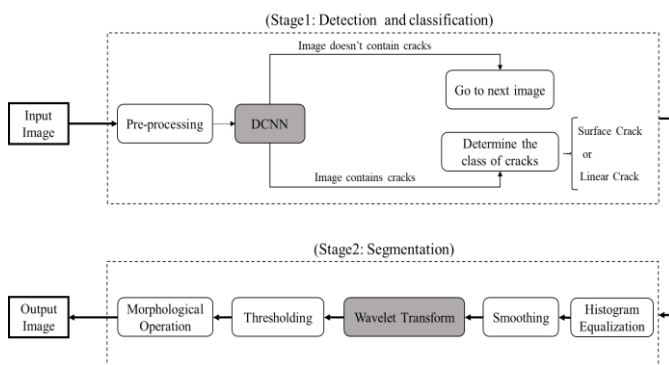 (Stage1: Detection and classification)
Image doesn't contain cracks
Go to next image
Input
Image
Pre-processing
DCNN
Determine the
class of cracks
Surface Crack
or
Linear Crack
Image contains cracks
(Stage2: Segmentation)
Output
Image
Morphological
Operation
Thresholding
Wavelet Transform
Smoothing
Histogram
Equalization